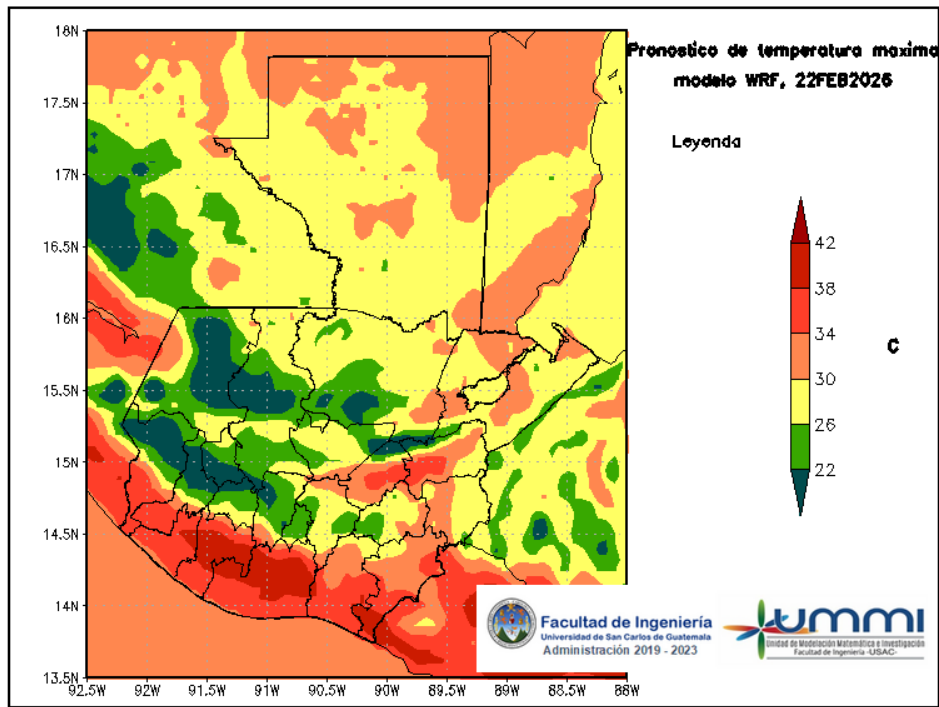 18N
17.5N
17N
16.5N
16N
15.5N
15N
14.5N
14N
13.5N
92.5W
92W
91.5W
91W
90.5W
90W
89.5W
89W
88.5W
88W
Pronostico de temperatura maxima
modelo WRF, 22FEB2026
Leyenda
42
38
34
30
26
22
C
Facultad de Ingeniería
Universidad de San Carlos de Guatemala
Administración 2019 - 2023
ummi
Unidad de Modelación Matemática e Investigación
Facultad de Ingeniería -USAC-